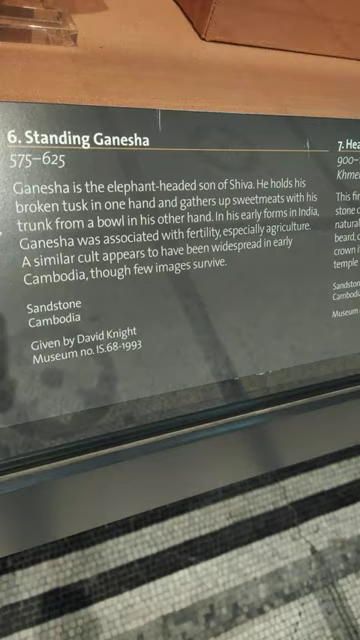 6. Standing Ganesha
575–625
Ganesha is the elephant-headed son of Shiva. He holds his
broken tusk in one hand and gathers up sweetmeats with his
trunk from a bowl in his other hand. In his early forms in India,
Ganesha was associated with fertility, especially agriculture.
A similar cult appears to have been widespread in early
Cambodia, though few images survive.
Sandstone
Cambodia
Given by David Knight
Museum no. IS.68-1993
7. Hea
900–
Khme
This fi
stone c
natural
beard, c
crown i
temple
Sandston
Cambodi
Museum